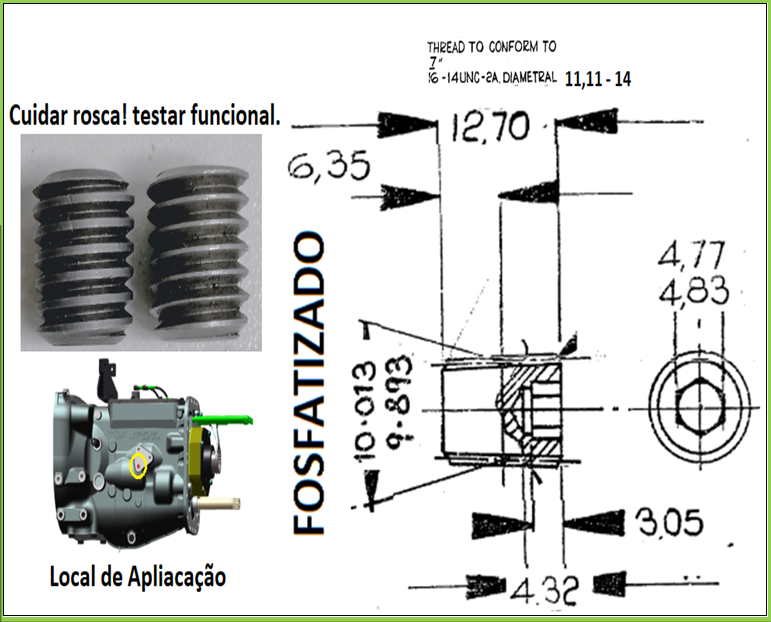 THREAD TO CONFORM TO
7"
16 -14UNC-2A. DIAMETRAL 11,11 - 14
Cuidar rosca! testar funcional.
12,70
6,35
FOSFATIZADO
4,77
4,83
10.013
9.893
3,05
4.32
Local de Apliacação